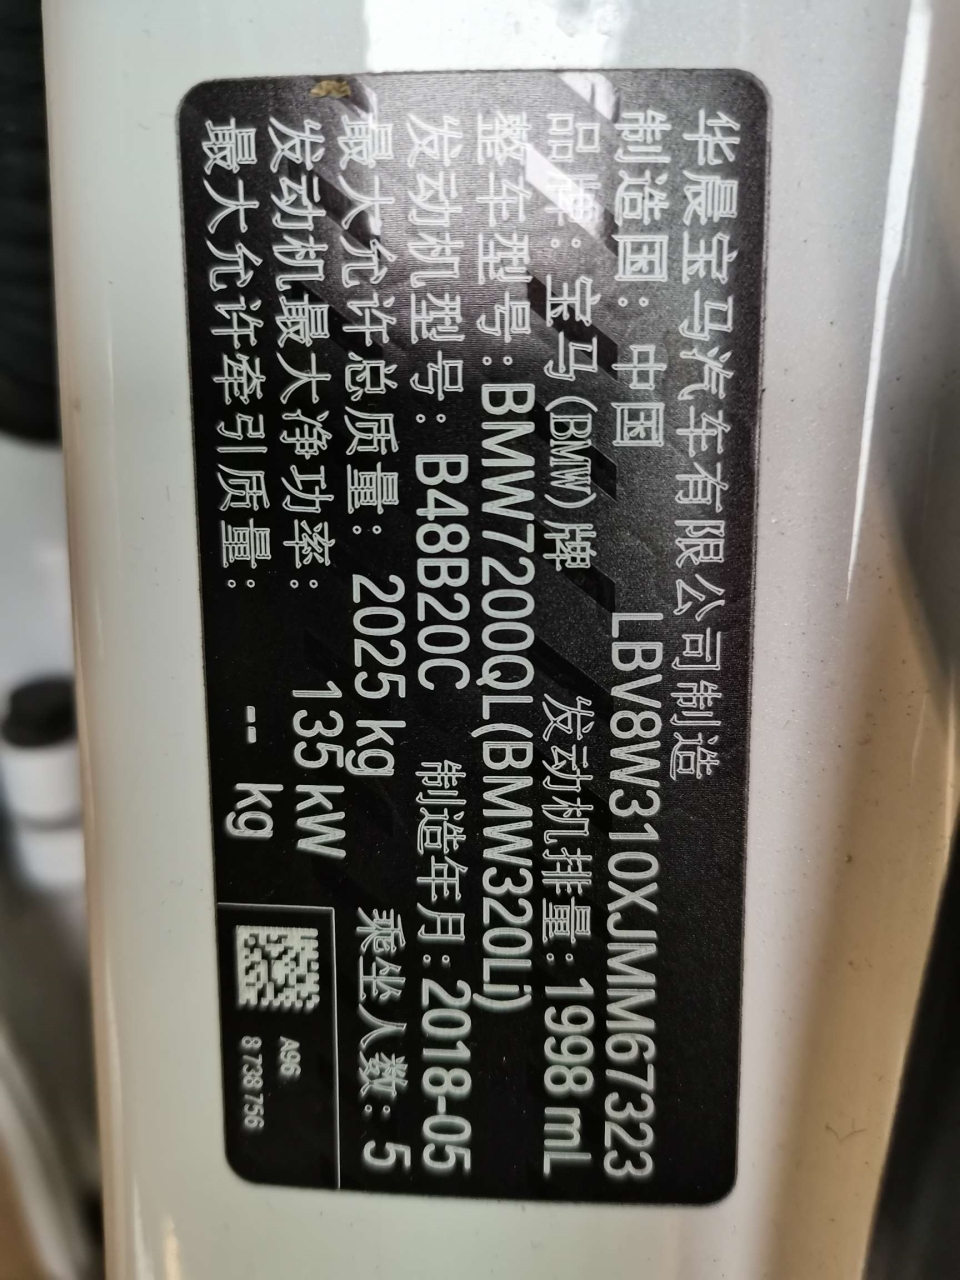 华晨宝马汽车有限公司制造
制造国：中国 LBV8W310XJMM67323
品牌：宝马(BMW)牌 发动机排量：1998 mL
整车型号：BMW7200QL(BMW320Li)
发动机型号：B48B20C 制造年月：2018-05
最大允许总质量：2025 kg 乘坐人数：5
发动机最大净功率：135 kW
最大允许牵引质量：-- kg
A96
8 738 756